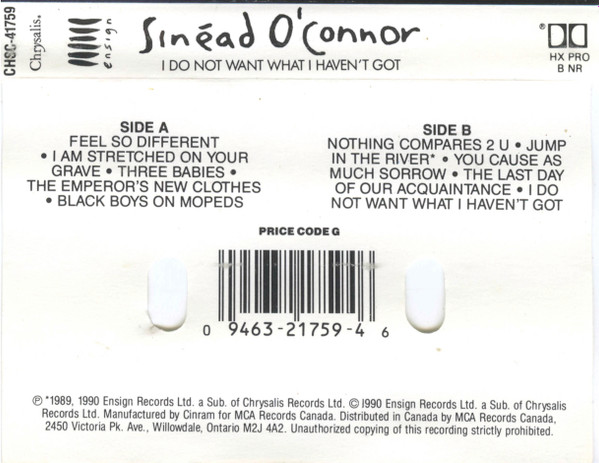 CHSC-41759
Chrysalis.
ensign
Sinéad O'Connor
I DO NOT WANT WHAT I HAVEN'T GOT
HX PRO
B NR
SIDE A
FEEL SO DIFFERENT
• I AM STRETCHED ON YOUR
GRAVE • THREE BABIES •
THE EMPEROR'S NEW CLOTHES
• BLACK BOYS ON MOPEDS
SIDE B
NOTHING COMPARES 2 U • JUMP
IN THE RIVER* • YOU CAUSE AS
MUCH SORROW • THE LAST DAY
OF OUR ACQUAINTANCE • I DO
NOT WANT WHAT I HAVEN'T GOT
PRICE CODE G
0 9463-21759-4 6
℗ *1989, 1990 Ensign Records Ltd. a Sub. of Chrysalis Records Ltd. © 1990 Ensign Records Ltd. a Sub. of Chrysalis
Records Ltd. Manufactured by Cinram for MCA Records Canada. Distributed in Canada by MCA Records Canada,
2450 Victoria Pk. Ave., Willowdale, Ontario M2J 4A2. Unauthorized copying of this recording strictly prohibited.